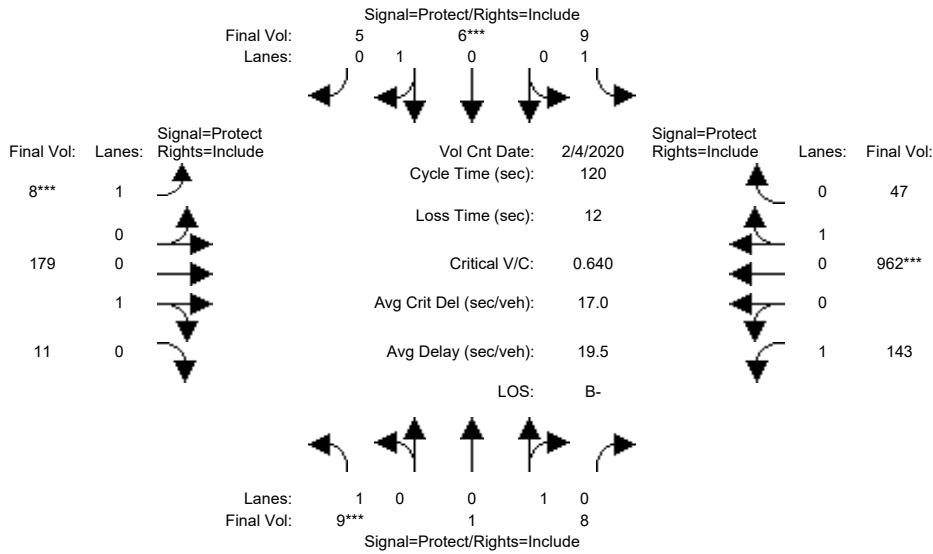 Signal=Protect/Rights=Include
Final Vol: 5 6*** 9
Lanes: 0 1 0 0 1
Signal=Protect
Final Vol: Lanes: Rights=Include
Vol Cnt Date: 2/4/2020
Signal=Protect
Rights=Include Lanes: Final Vol:
Cycle Time (sec): 120
8*** 1
0 47
Loss Time (sec): 12
0
1
179 0
Critical V/C: 0.640
0 962***
1
Avg Crit Del (sec/veh): 17.0
0
11 0
Avg Delay (sec/veh): 19.5
1 143
LOS: B-
Lanes: 1 0 0 1 0
Final Vol: 9*** 1 8
Signal=Protect/Rights=Include